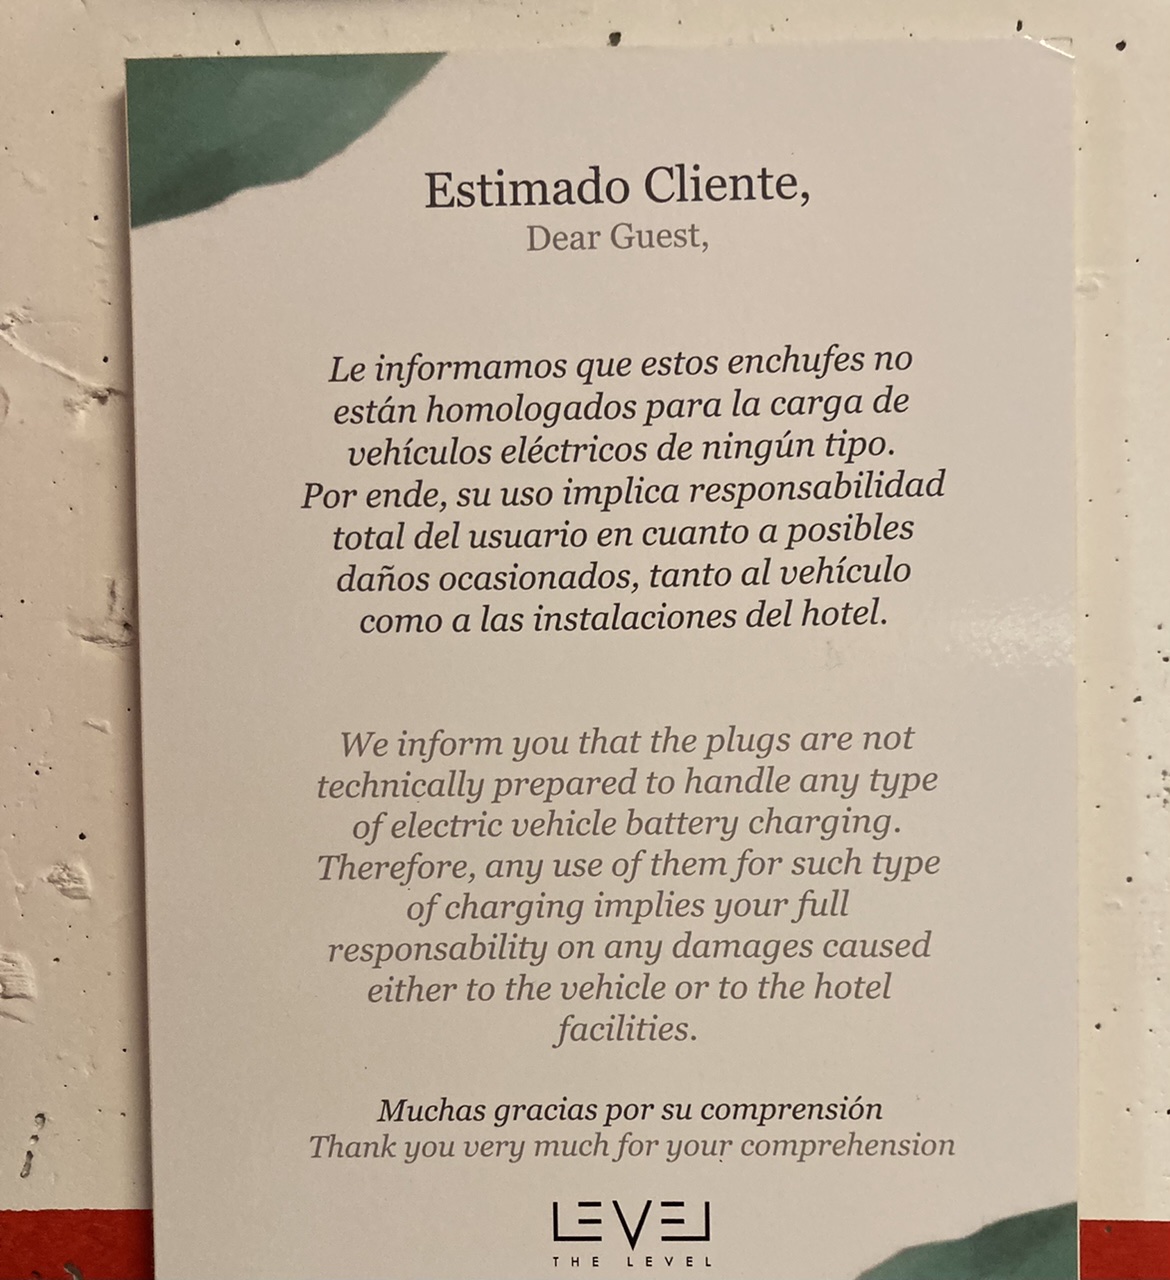 Estimado Cliente,
Dear Guest,
Le informamos que estos enchufes no
están homologados para la carga de
vehículos eléctricos de ningún tipo.
Por ende, su uso implica responsabilidad
total del usuario en cuanto a posibles
daños ocasionados, tanto al vehículo
como a las instalaciones del hotel.
We inform you that the plugs are not
technically prepared to handle any type
of electric vehicle battery charging.
Therefore, any use of them for such type
of charging implies your full
responsability on any damages caused
either to the vehicle or to the hotel
facilities.
Muchas gracias por su comprensión
Thank you very much for your comprehension
LEVEL
THE LEVEL